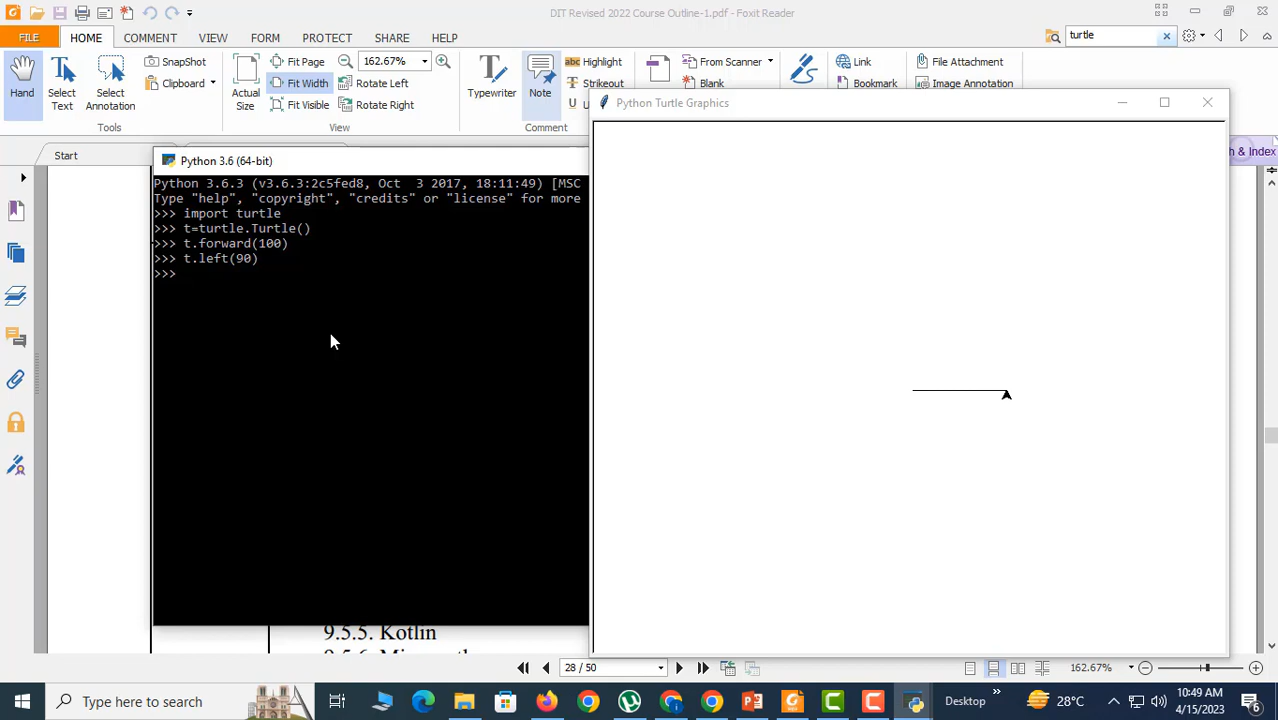 DIT Revised 2022 Course Outline-1.pdf - Foxit Reader
FILE HOME COMMENT VIEW FORM PROTECT SHARE HELP
turtle
Hand
Select Text
Select Annotation
SnapShot
Clipboard
Tools
Actual Size
Fit Page
Fit Width
Fit Visible
162.67%
Rotate Left
Rotate Right
View
Typewriter
Note
Highlight
Strikeout
U
Comment
From Scanner
Blank
Link
Bookmark
File Attachment
Image Annotation
Start
h & Index
Python Turtle Graphics
Python 3.6 (64-bit)
Python 3.6.3 (v3.6.3:2c5fed8, Oct  3 2017, 18:11:49) [MSC
Type "help", "copyright", "credits" or "license" for more
>>> import turtle
>>> t=turtle.Turtle()
>>> t.forward(100)
>>> t.left(90)
>>>
9.5.5. Kotlin
28 / 50
162.67%
Type here to search
Desktop
28°C
10:49 AM
4/15/2023
6